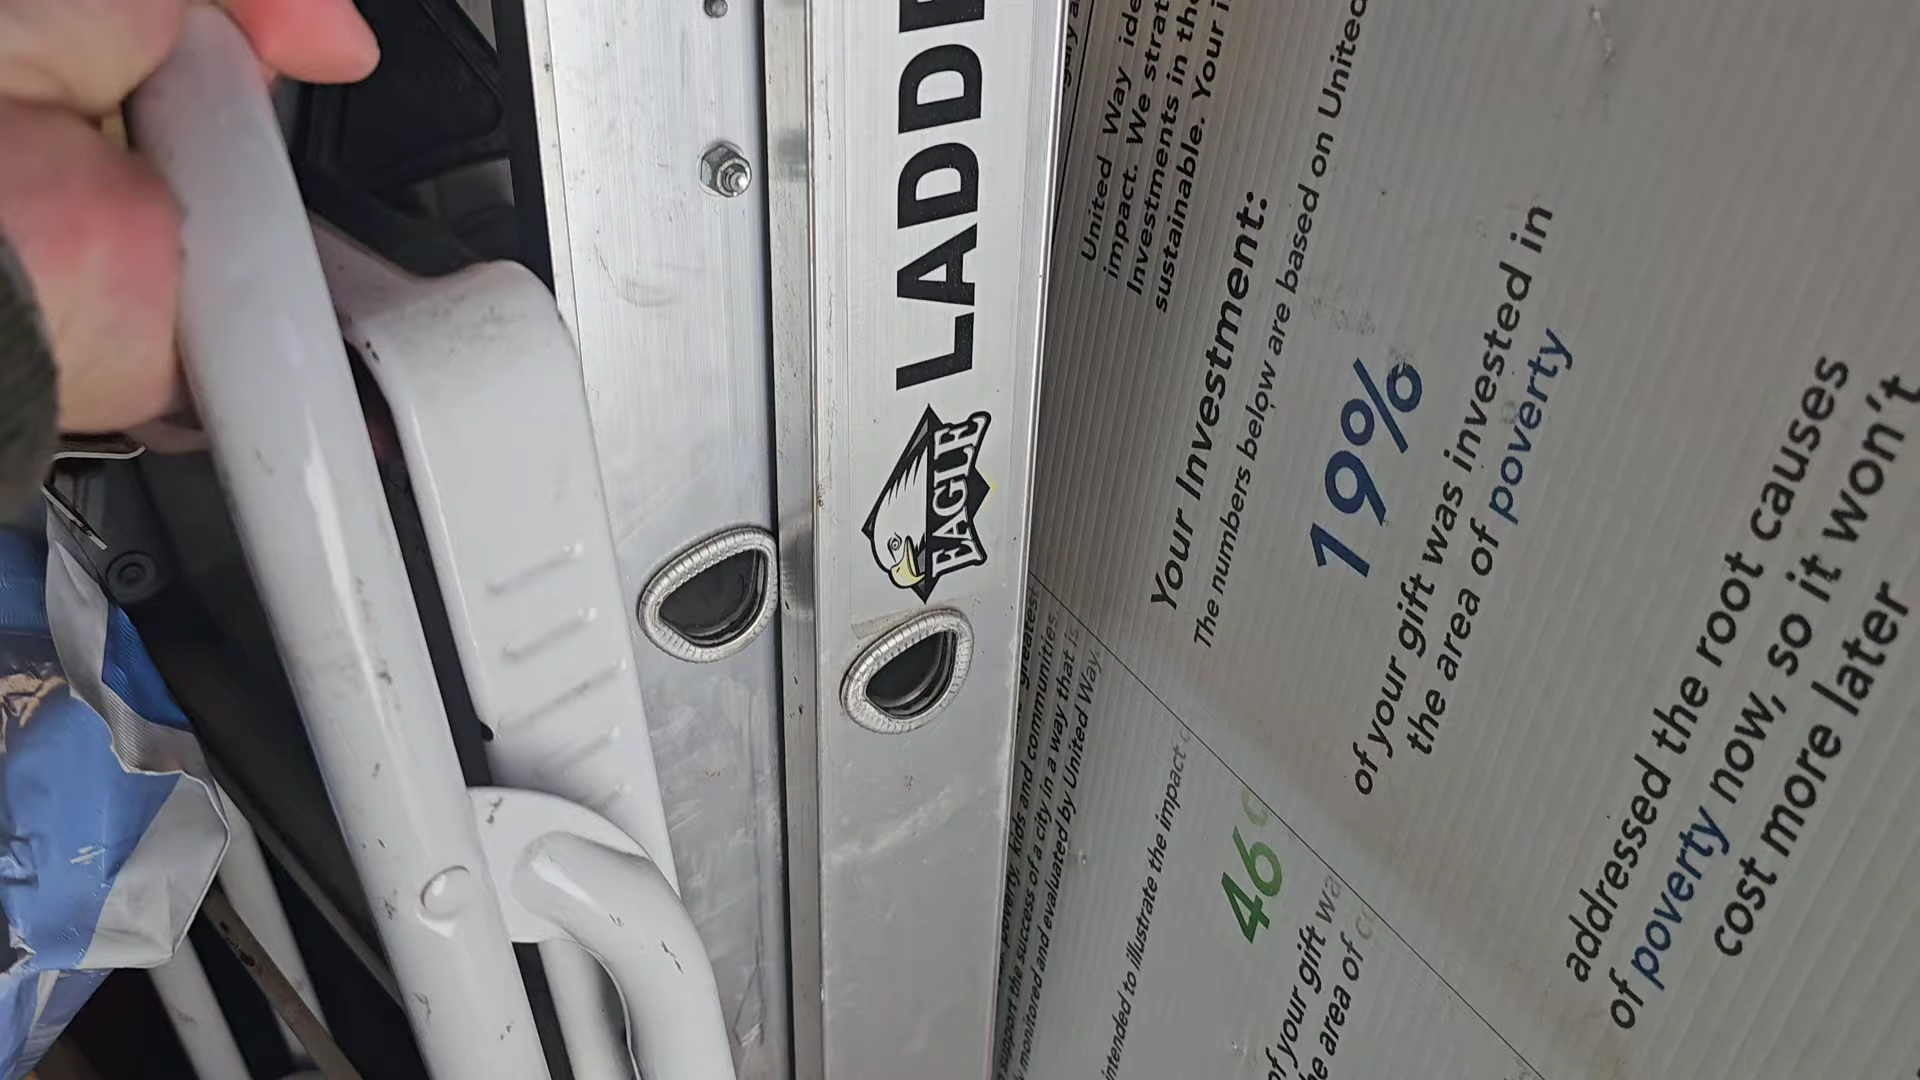 EAGLE
LADDE
United Way
impact. We strat
Investments in the
sustainable. Your
Your Investment:
The numbers below are based on United
19%
of your gift was invested in
the area of poverty
addressed the root causes
of poverty now, so it won't
cost more later
greatest
poverty, kids and communities.
support the success of a city in a way that is
monitored and evaluated by United Way.
intended to illustrate the impact
46
of your gift wa
the area of